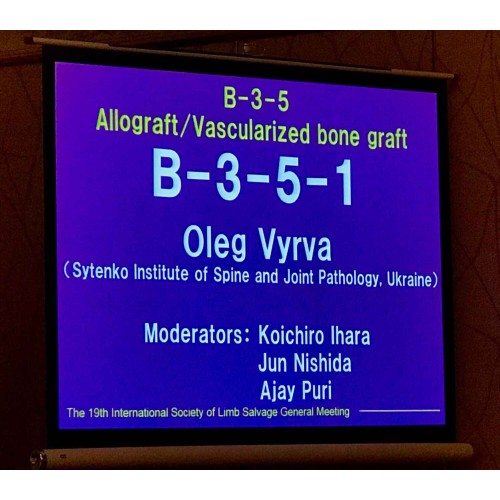 B-3-5
Allograft/Vascularized bone graft
B-3-5-1
Oleg Vyrva
(Sytenko Institute of Spine and Joint Pathology, Ukraine)
Moderators: Koichiro Ihara
Jun Nishida
Ajay Puri
The 19th International Society of Limb Salvage General Meeting